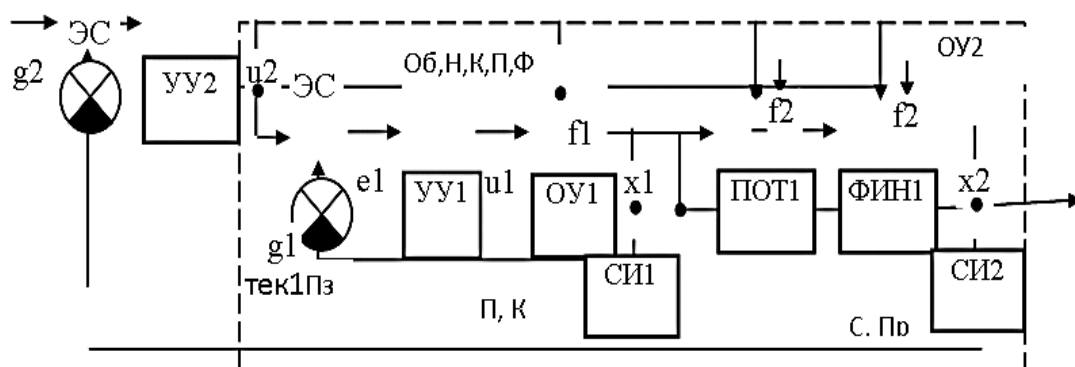 ЭС
g2
УУ2
u2
ЭС
Об,Н,К,П,Ф
ОУ2
f1
f2
f2
e1
УУ1
u1
ОУ1
x1
ПОТ1
ФИН1
x2
g1
тек1Пз
СИ1
СИ2
П, К
С. Пр